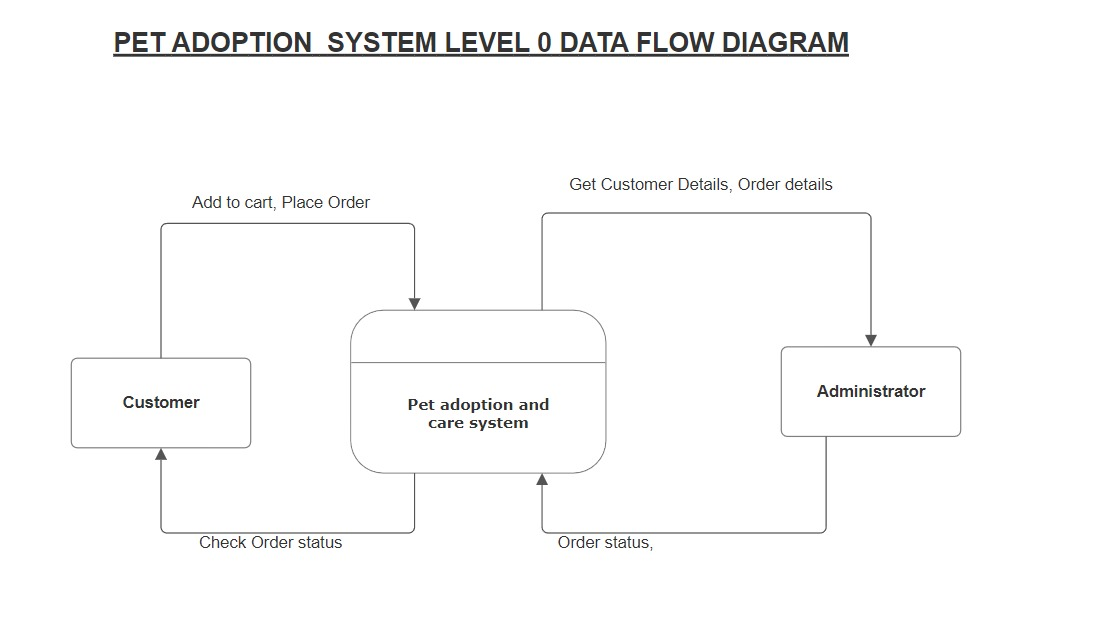 PET ADOPTION  SYSTEM LEVEL 0 DATA FLOW DIAGRAM
Get Customer Details, Order details
Add to cart, Place Order
Customer
Pet adoption and
care system
Administrator
Check Order status
Order status,